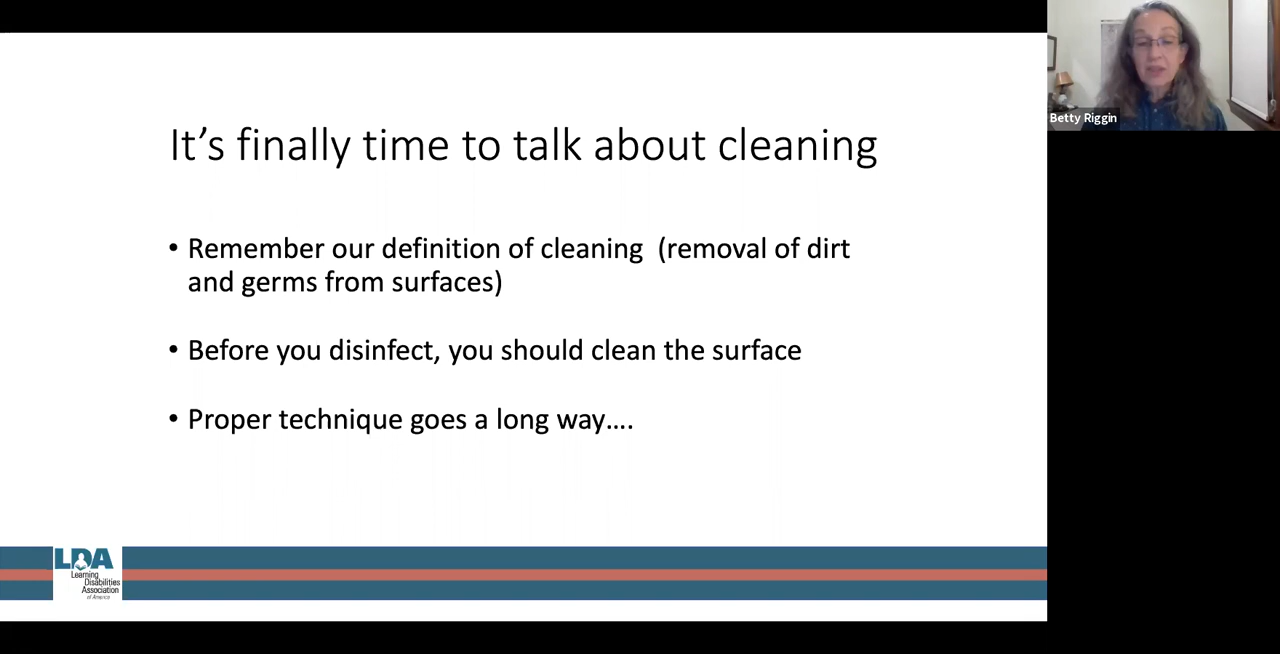 It’s finally time to talk about cleaning
• Remember our definition of cleaning  (removal of dirt
and germs from surfaces)
• Before you disinfect, you should clean the surface
• Proper technique goes a long way....
LDA
Learning
Disabilities
Association
of America
Betty Riggin